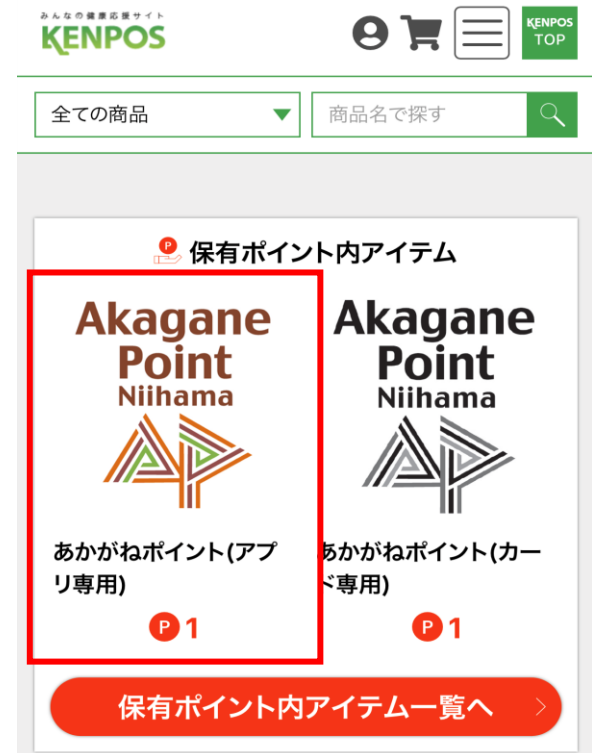 みんなの健康応援サイト
KENPOS
KENPOS
TOP
全ての商品
商品名で探す
P 保有ポイント内アイテム
Akagane
Point
Niihama
AP
あかがねポイント(アプ
リ専用)
P 1
Akagane
Point
Niihama
AP
あかがねポイント(カー
ド専用)
P 1
保有ポイント内アイテム一覧へ